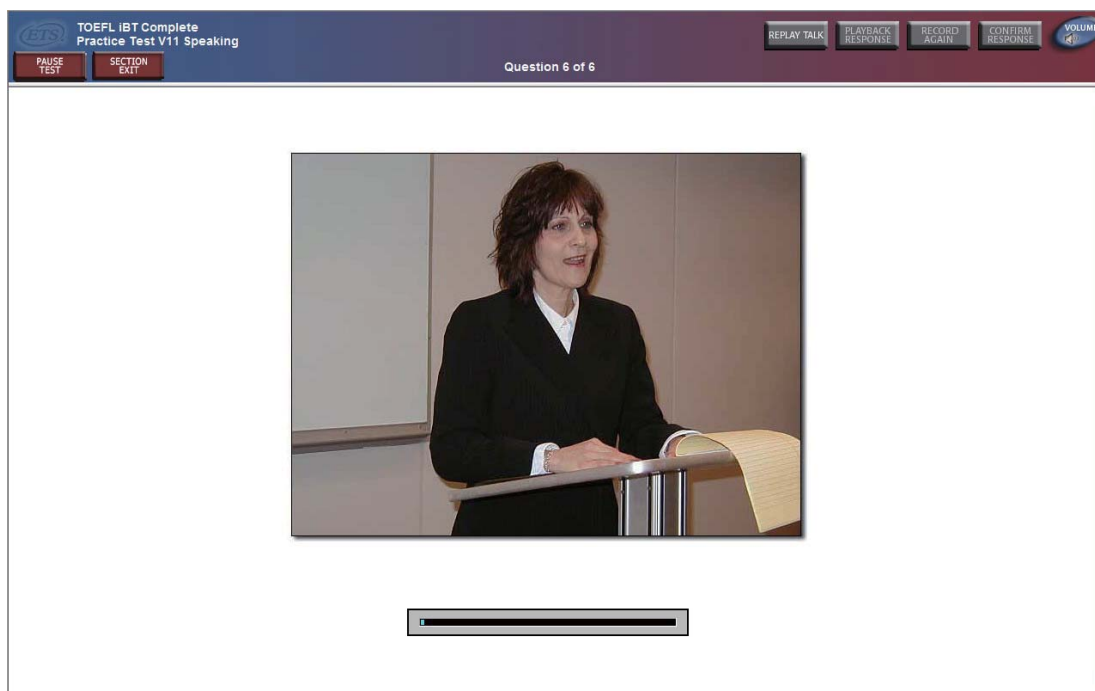 ETS
TOEFL iBT Complete
Practice Test V11 Speaking
PAUSE
TEST
SECTION
EXIT
Question 6 of 6
REPLAY TALK
PLAYBACK
RESPONSE
RECORD
AGAIN
CONFIRM
RESPONSE
VOLUME